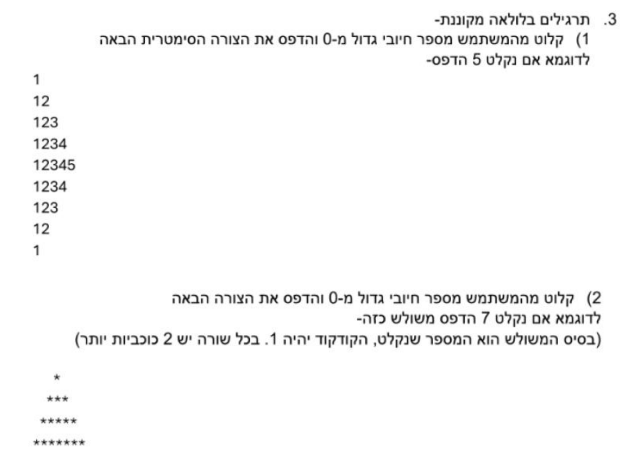 3. תרגילים בלולאה מקוננת-
1) קלוט מהמשתמש מספר חיובי גדול מ-0 והדפס את הצורה הסימטרית הבאה
לדוגמא אם נקלט 5 הדפס-
1
12
123
1234
12345
1234
123
12
1
2) קלוט מהמשתמש מספר חיובי גדול מ-0 והדפס את הצורה הבאה
לדוגמא אם נקלט 7 הדפס משולש כזה-
(בסיס המשולש הוא המספר שנקלט, הקודקוד יהיה 1. בכל שורה יש 2 כוכביות יותר)
*
***
*****
*******